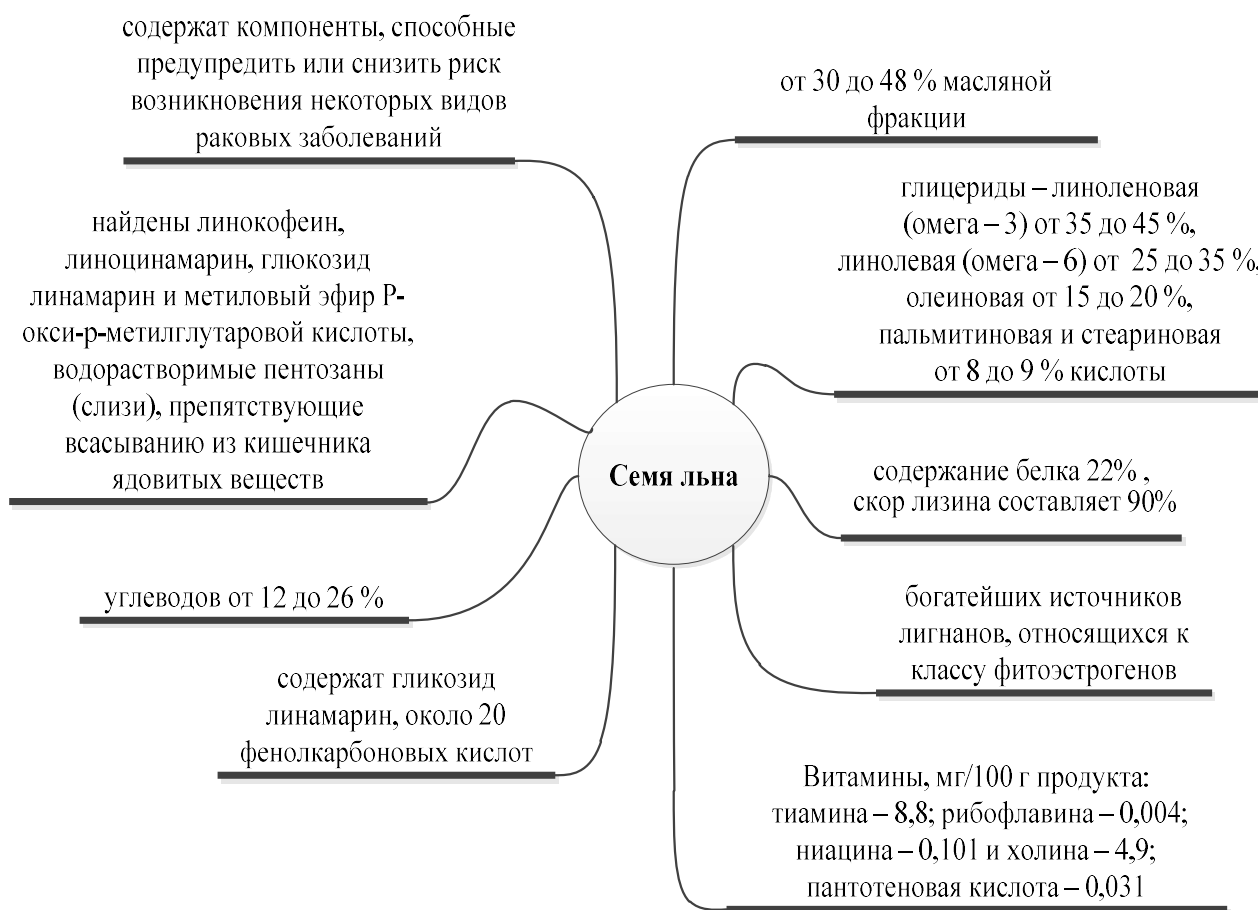 содержат компоненты, способные
предупредить или снизить риск
возникновения некоторых видов
раковых заболеваний
найдены линокофеин,
линоцинамарин, глюкозид
линамарин и метиловый эфир Р-
окси-р-метилглутаровой кислоты,
водорастворимые пентозаны
(слизи), препятствующие
всасыванию из кишечника
ядовитых веществ
углеводов от 12 до 26 %
содержат гликозид
линамарин, около 20
фенолкарбоновых кислот
Семя льна
от 30 до 48 % масляной
фракции
глицериды – линоленовая
(омега – 3) от 35 до 45 %,
линолевая (омега – 6) от 25 до 35 %,
олеиновая от 15 до 20 %,
пальмитиновая и стеариновая
от 8 до 9 % кислоты
содержание белка 22% ,
скор лизина составляет 90%
богатейших источников
лигнанов, относящихся к
классу фитоэстрогенов
Витамины, мг/100 г продукта:
тиамина – 8,8; рибофлавина – 0,004;
ниацина – 0,101 и холина – 4,9;
пантотеновая кислота – 0,031